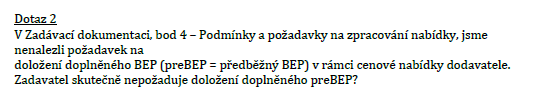 Dotaz 2
V Zadávací dokumentaci, bod 4 – Podmínky a požadavky na zpracování nabídky, jsme
nenalezli požadavek na
doložení doplněného BEP (preBEP = předběžný BEP) v rámci cenové nabídky dodavatele.
Zadavatel skutečně nepožaduje doložení doplněného preBEP?